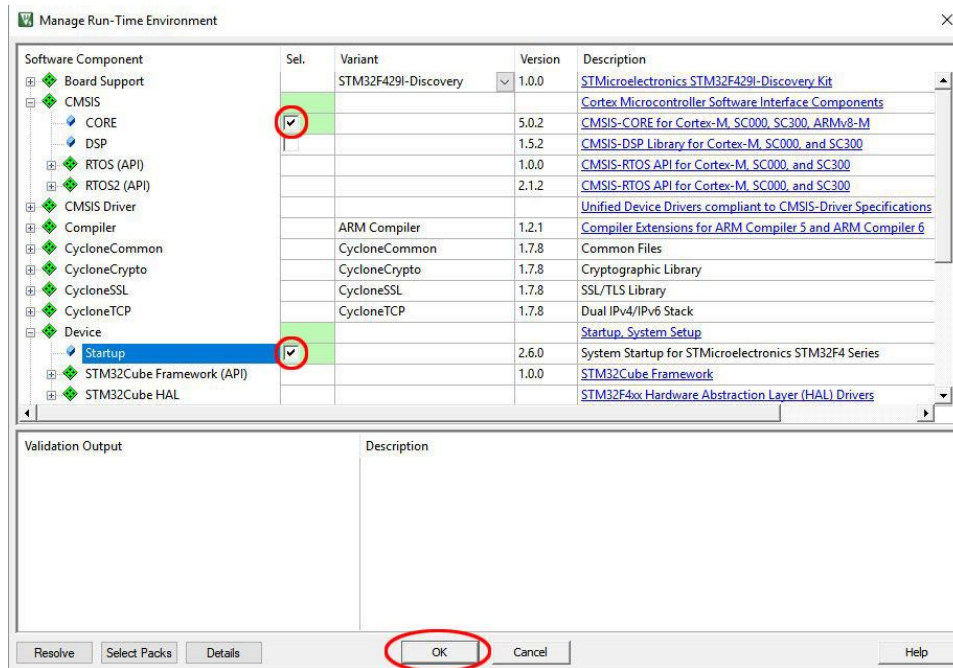 Manage Run-Time Environment
Software Component Sel. Variant Version Description
Board Support STM32F429I-Discovery 1.0.0 STMicroelectronics STM32F429I-Discovery Kit
CMSIS Cortex Microcontroller Software Interface Components
CORE 5.0.2 CMSIS-CORE for Cortex-M, SC000, SC300, ARMv8-M
DSP 1.5.2 CMSIS-DSP Library for Cortex-M, SC000, and SC300
RTOS (API) 1.0.0 CMSIS-RTOS API for Cortex-M, SC000, and SC300
RTOS2 (API) 2.1.2 CMSIS-RTOS API for Cortex-M, SC000, and SC300
CMSIS Driver Unified Device Drivers compliant to CMSIS-Driver Specifications
Compiler ARM Compiler 1.2.1 Compiler Extensions for ARM Compiler 5 and ARM Compiler 6
CycloneCommon CycloneCommon 1.7.8 Common Files
CycloneCrypto CycloneCrypto 1.7.8 Cryptographic Library
CycloneSSL CycloneSSL 1.7.8 SSL/TLS Library
CycloneTCP CycloneTCP 1.7.8 Dual IPv4/IPv6 Stack
Device Startup, System Setup
Startup 2.6.0 System Startup for STMicroelectronics STM32F4 Series
STM32Cube Framework (API) 1.0.0 STM32Cube Framework
STM32Cube HAL STM32F4xx Hardware Abstraction Layer (HAL) Drivers
Validation Output Description
Resolve Select Packs Details OK Cancel Help